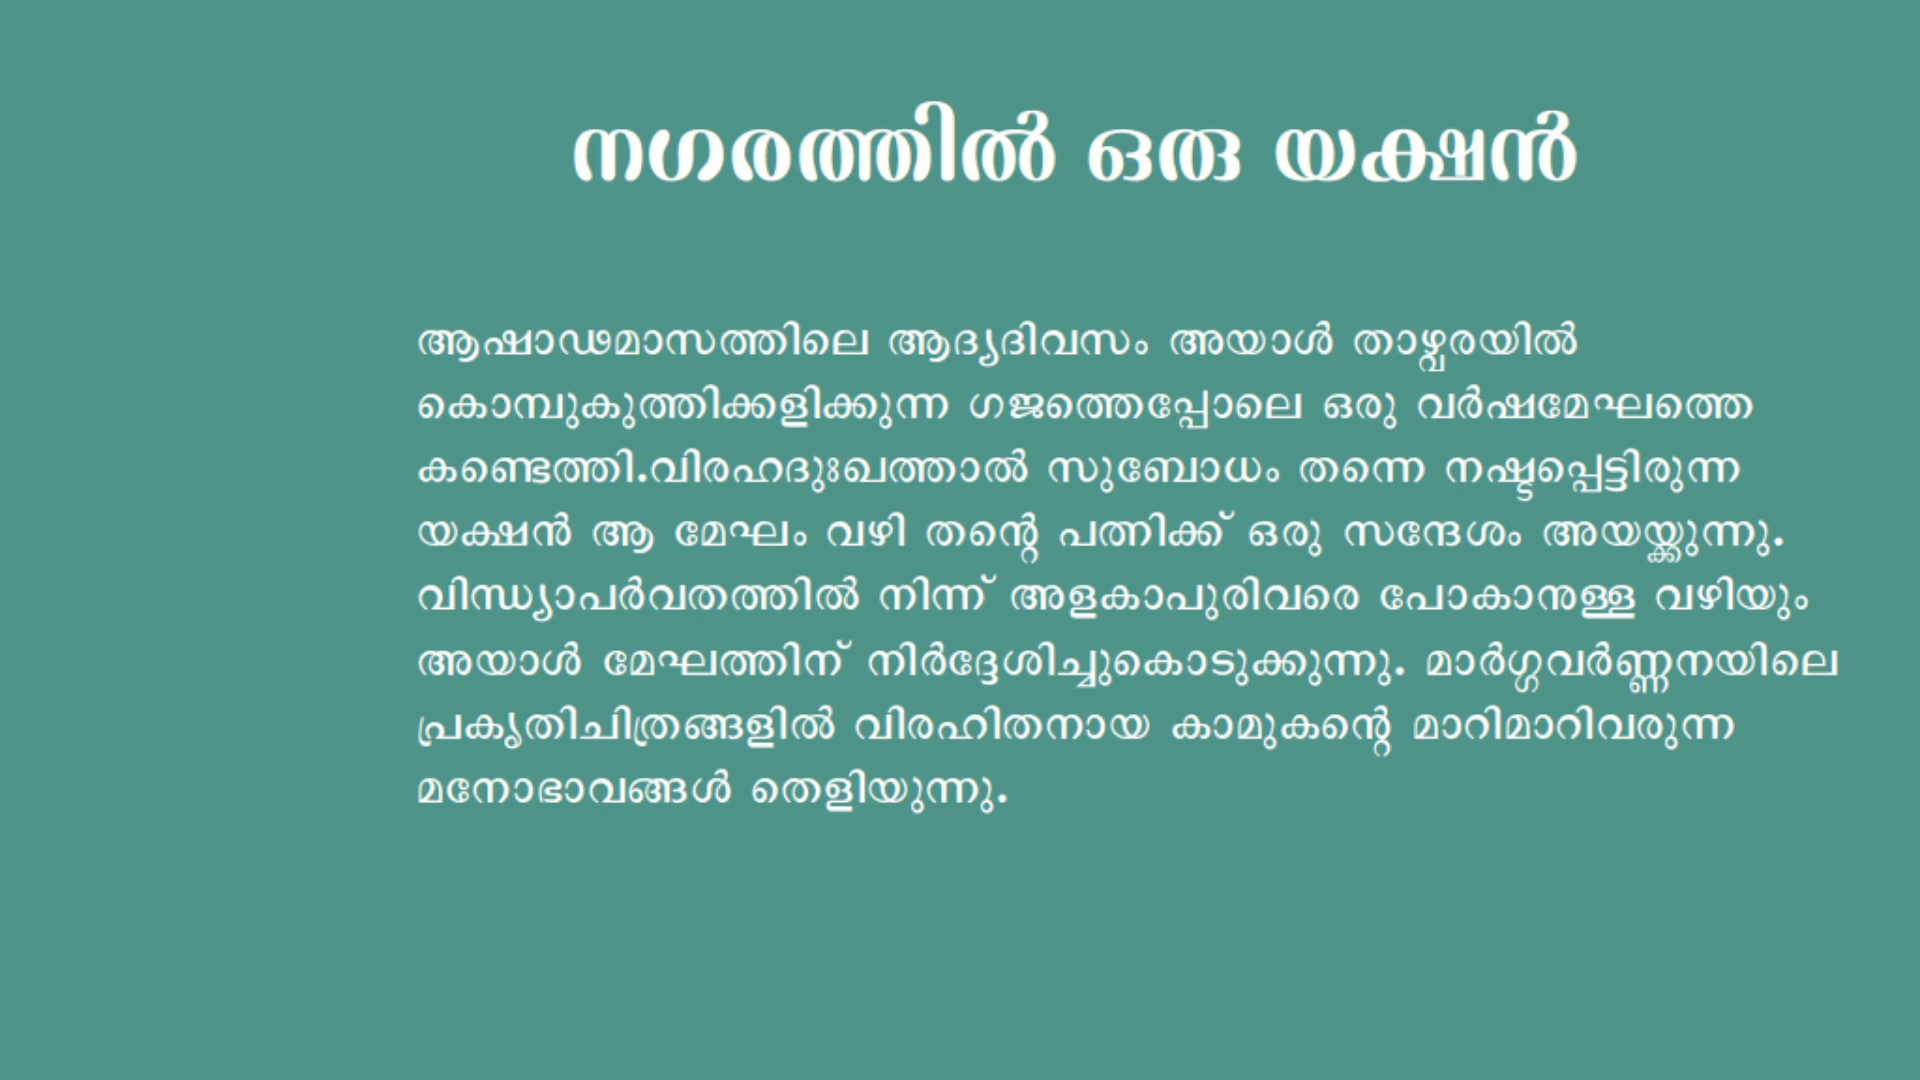 നഗരത്തിൽ ഒരു യക്ഷൻ
ആഷാഢമാസത്തിലെ ആദ്യദിവസം അയാൾ താഴ്വരയിൽ
കൊമ്പുകുത്തിക്കളിക്കുന്ന ഗജത്തെപ്പോലെ ഒരു വർഷമേഘത്തെ
കണ്ടെത്തി.വിരഹദുഃഖത്താൽ സുബോധം തന്നെ നഷ്ടപ്പെട്ടിരുന്ന
യക്ഷൻ ആ മേഘം വഴി തന്റെ പത്നിക്ക് ഒരു സന്ദേശം അയയ്ക്കുന്നു.
വിന്ധ്യാപർവതത്തിൽ നിന്ന് അളകാപുരിവരെ പോകാനുള്ള വഴിയും
അയാൾ മേഘത്തിന് നിർദ്ദേശിച്ചുകൊടുക്കുന്നു. മാർഗ്ഗവർണ്ണനയിലെ
പ്രകൃതിചിത്രങ്ങളിൽ വിരഹിതനായ കാമുകന്റെ മാറിമാറിവരുന്ന
മനോഭാവങ്ങൾ തെളിയുന്നു.